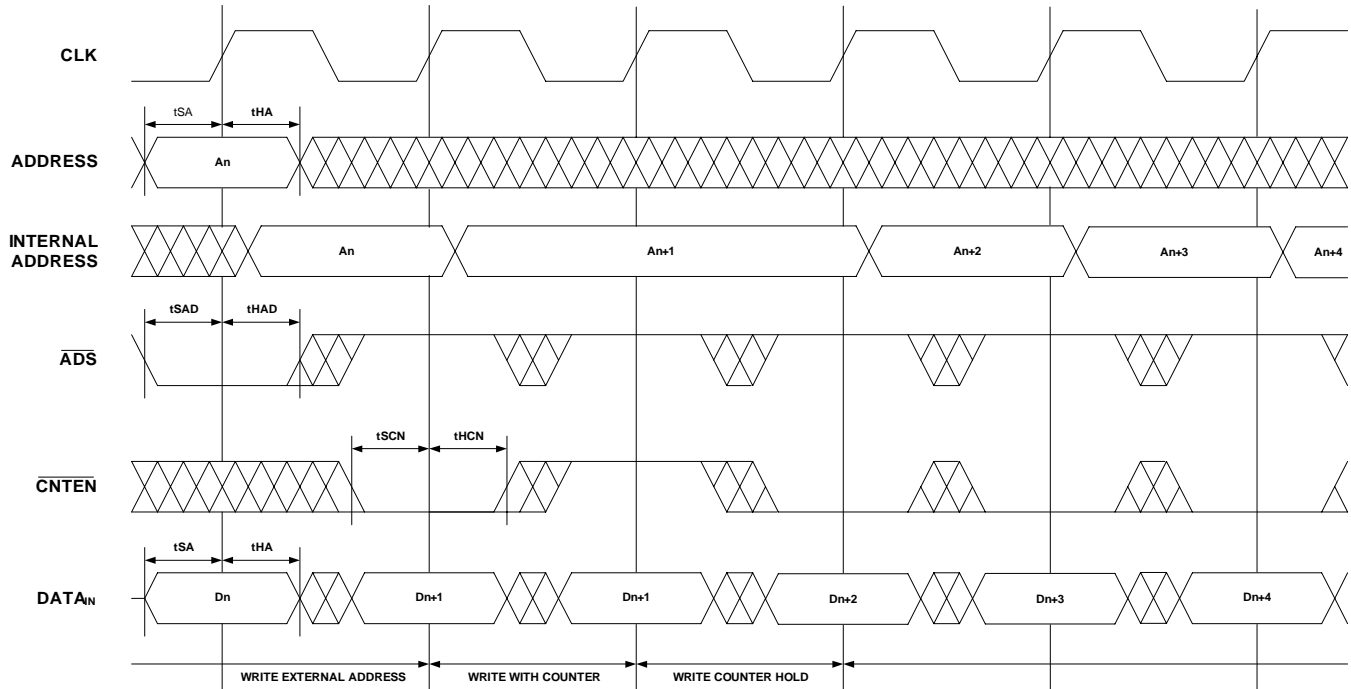 CLK
tSA
tHA
ADDRESS
An
INTERNAL
ADDRESS
An
An+1
An+2
An+3
An+4
tSAD
tHAD
ADS
tSCN
tHCN
CNTEN
tSA
tHA
DATAIN
Dn
Dn+1
Dn+1
Dn+2
Dn+3
Dn+4
WRITE EXTERNAL ADDRESS
WRITE WITH COUNTER
WRITE COUNTER HOLD